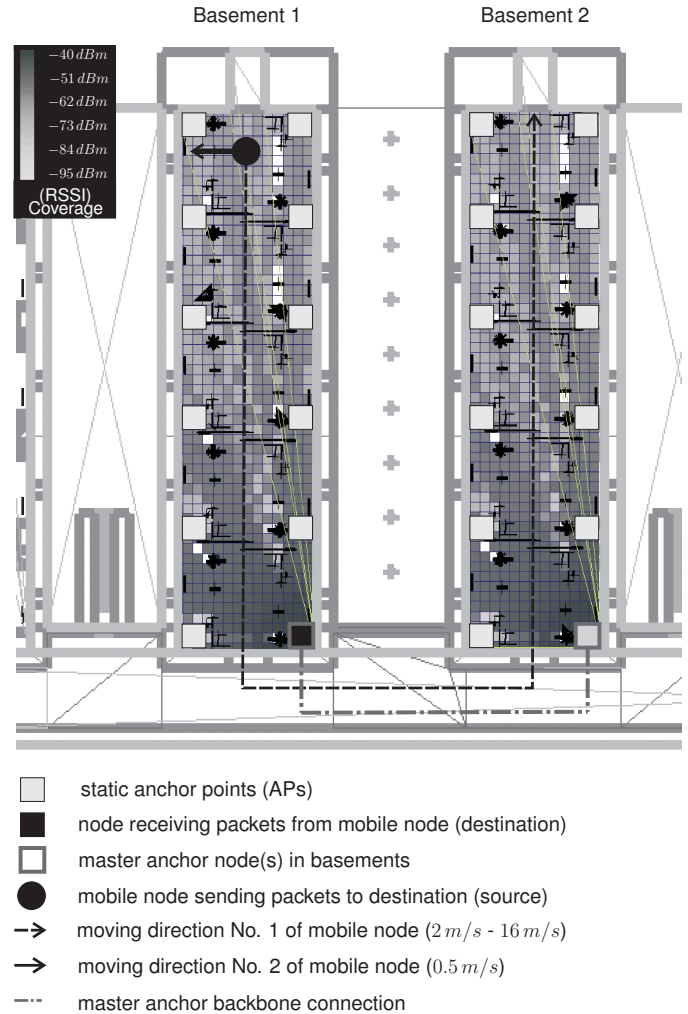 Basement 1
Basement 2
−40 dBm
−51 dBm
−62 dBm
−73 dBm
−84 dBm
−95 dBm
(RSSI)
Coverage
static anchor points (APs)
node receiving packets from mobile node (destination)
master anchor node(s) in basements
mobile node sending packets to destination (source)
moving direction No. 1 of mobile node (2 m/s - 16 m/s)
moving direction No. 2 of mobile node (0.5 m/s)
master anchor backbone connection